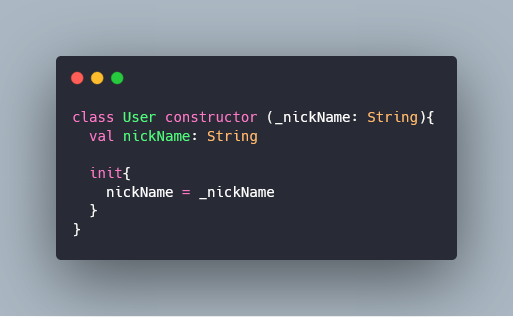 class User constructor (_nickName: String){
  val nickName: String

  init{
    nickName = _nickName
  }
}